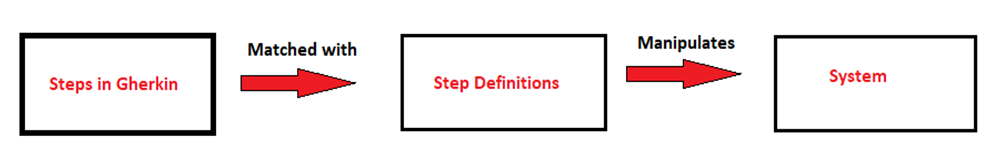 Steps in Gherkin
Matched with
Step Definitions
Manipulates
System